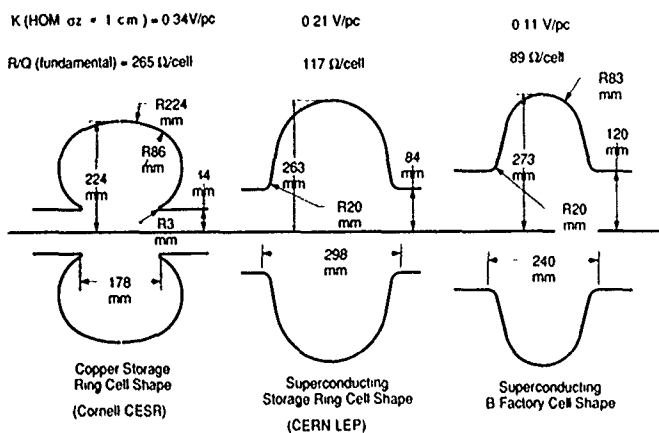 K (HOM σz = 1 cm) = 0 34V/pc
0 21 V/pc
0 11 V/pc
R/Q (fundamental) = 265 Ω/cell
117 Ω/cell
89 Ω/cell
R224 mm
R86 mm
224 mm
14 mm
R3 mm
178 mm
263 mm
84 mm
R20 mm
298 mm
R83 mm
120 mm
273 mm
R20 mm
240 mm
Copper Storage
Ring Cell Shape
(Cornell CESR)
Superconducting
Storage Ring Cell Shape
(CERN LEP)
Superconducting
B Factory Cell Shape